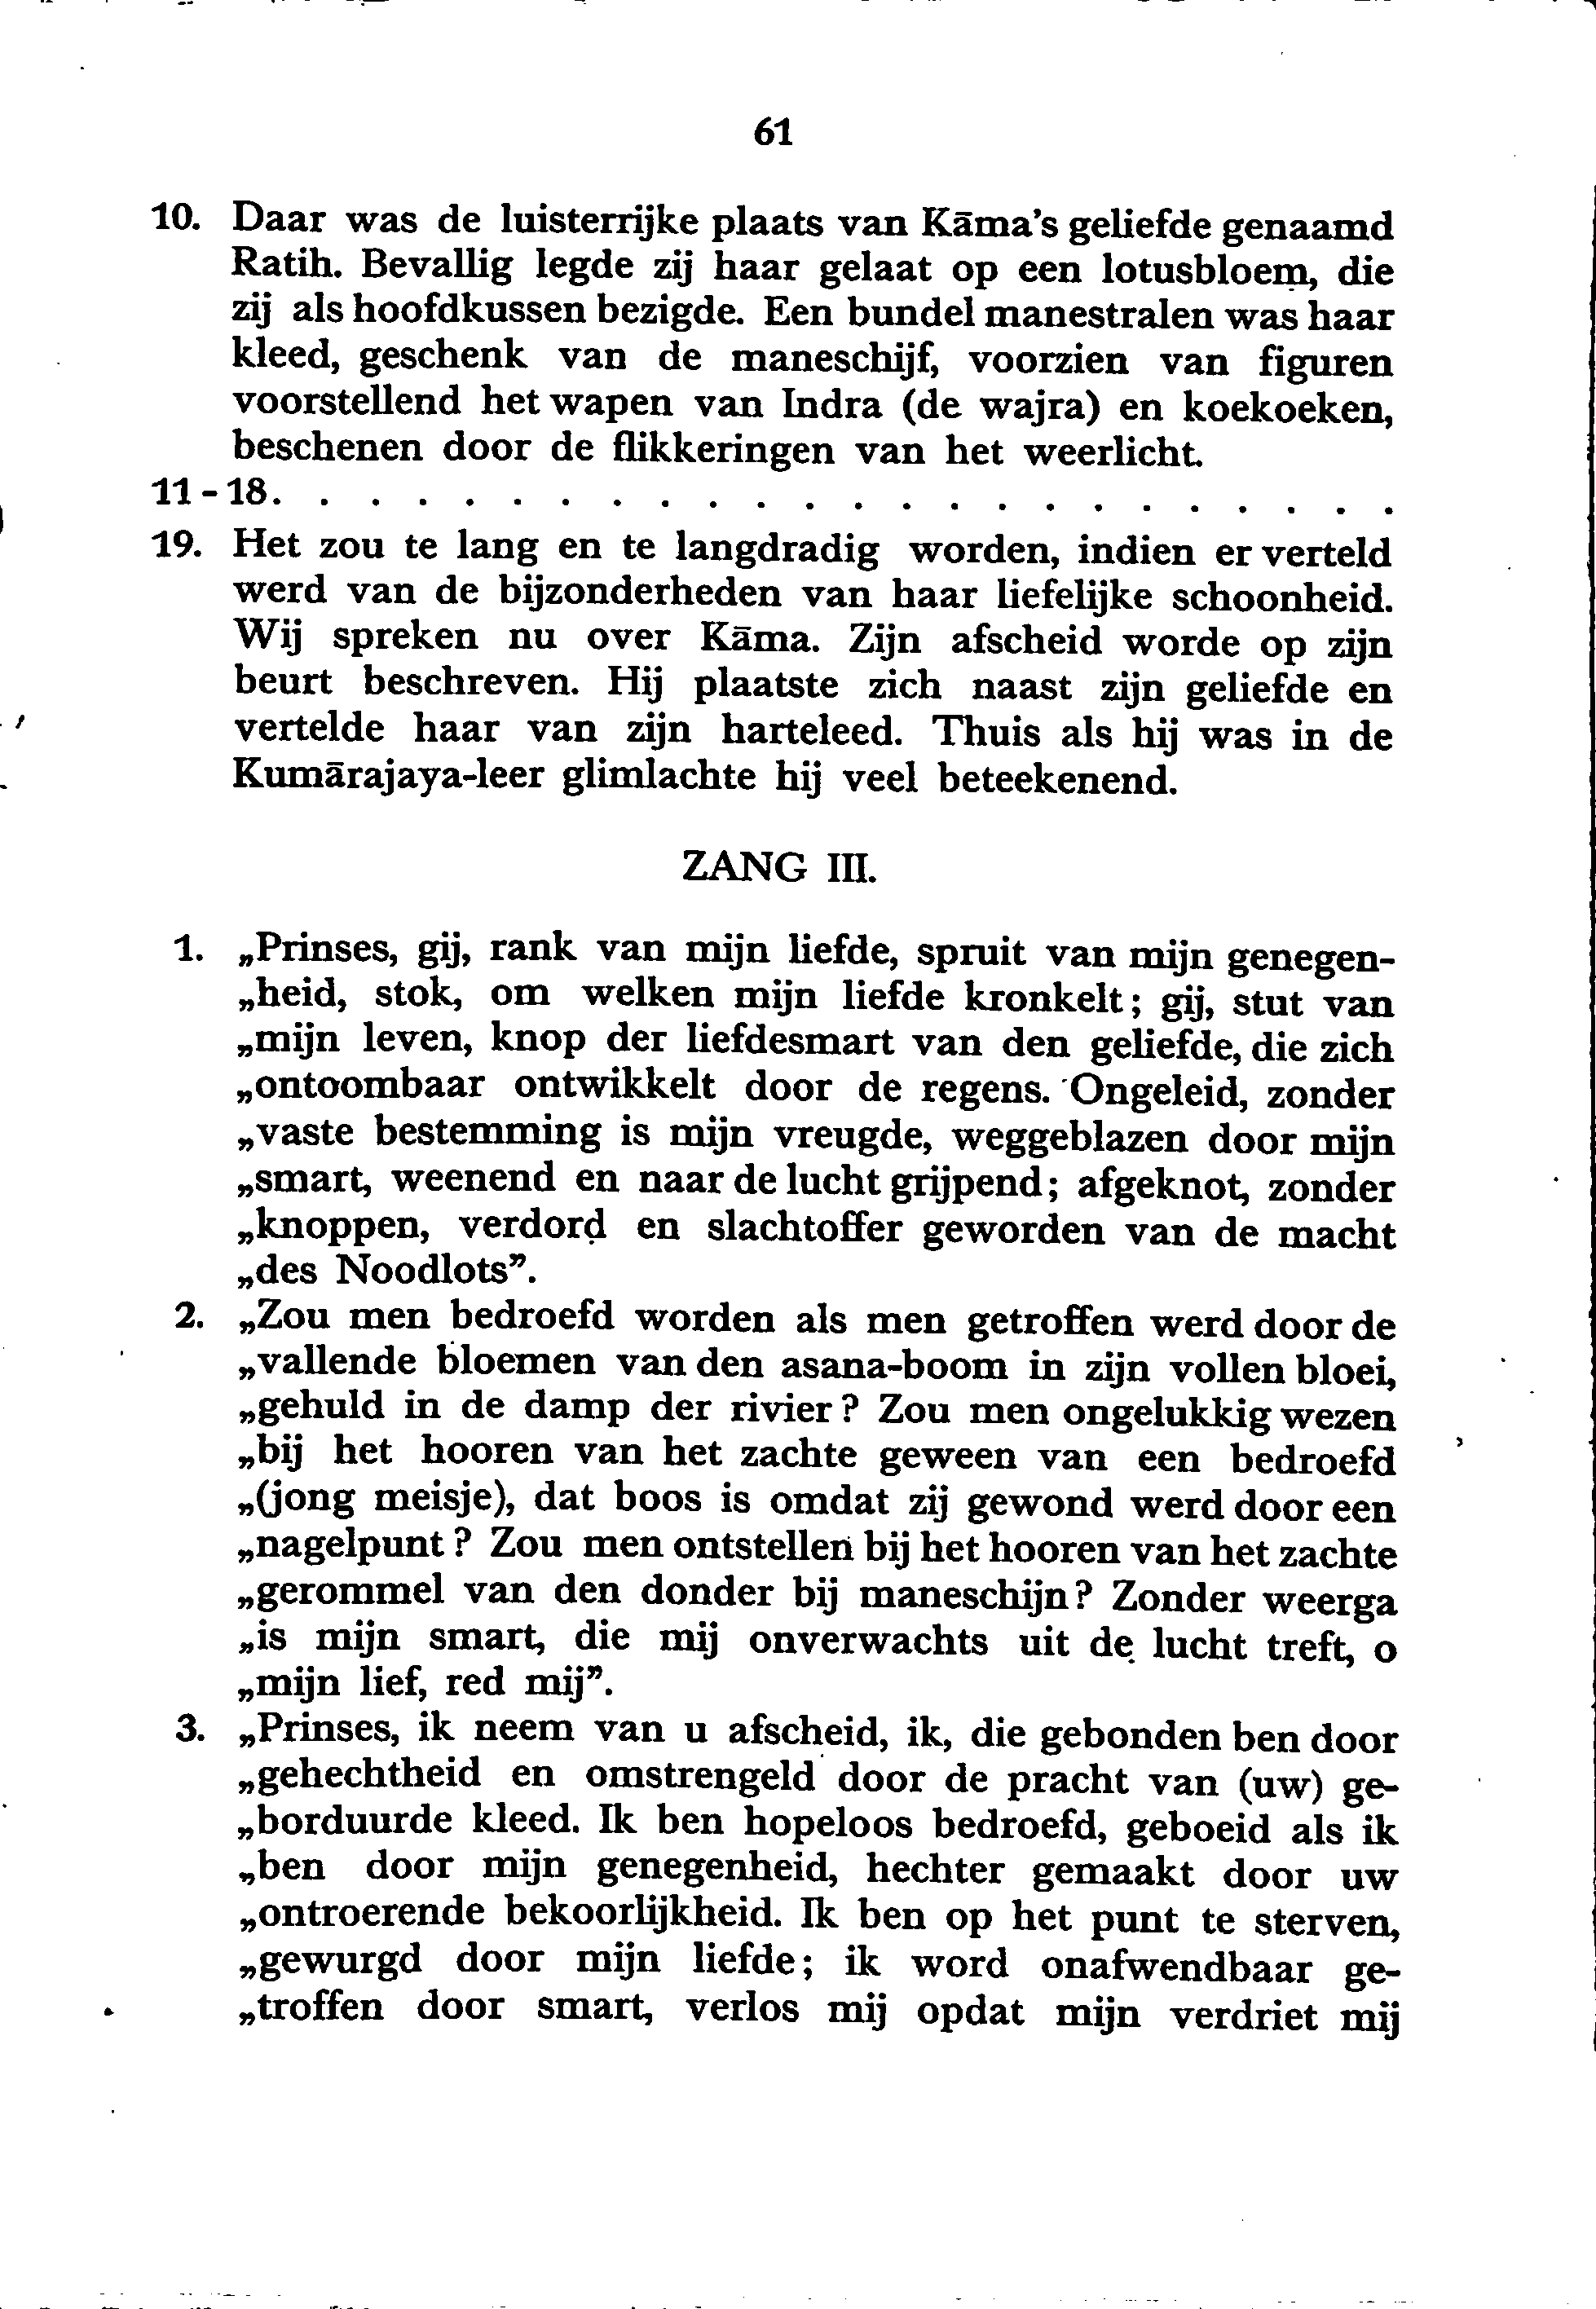 61
10. Daar was de luisterrijke plaats van Kāma's geliefde genaamd
Ratih. Bevallig legde zij haar gelaat op een lotusbloem, die
zij als hoofdkussen bezigde. Een bundel manestralen was haar
kleed, geschenk van de maneschijf, voorzien van figuren
voorstellend het wapen van Indra (de wajra) en koekoeken,
beschenen door de flikkeringen van het weerlicht.
11-18. . . . . . . . . . . . . . . . . . . . . . . .
19. Het zou te lang en te langdradig worden, indien er verteld
werd van de bijzonderheden van haar liefelijke schoonheid.
Wij spreken nu over Kāma. Zijn afscheid worde op zijn
beurt beschreven. Hij plaatste zich naast zijn geliefde en
vertelde haar van zijn harteleed. Thuis als hij was in de
Kumārajaya-leer glimlachte hij veel beteekenend.
ZANG III.
1. „Prinses, gij, rank van mijn liefde, spruit van mijn genegen-
„heid, stok, om welken mijn liefde kronkelt; gij, stut van
„mijn leven, knop der liefdesmart van den geliefde, die zich
„ontoombaar ontwikkelt door de regens. Ongeleid, zonder
„vaste bestemming is mijn vreugde, weggeblazen door mijn
„smart, weenend en naar de lucht grijpend; afgeknot, zonder
„knoppen, verdord en slachtoffer geworden van de macht
„des Noodlots”.
2. „Zou men bedroefd worden als men getroffen werd door de
„vallende bloemen van den asana-boom in zijn vollen bloei,
„gehuld in de damp der rivier? Zou men ongelukkig wezen
„bij het hooren van het zachte geween van een bedroefd
„(jong meisje), dat boos is omdat zij gewond werd door een
„nagelpunt? Zou men ontstellen bij het hooren van het zachte
„gerommel van den donder bij maneschijn? Zonder weerga
„is mijn smart, die mij onverwachts uit de lucht treft, o
„mijn lief, red mij”.
3. „Prinses, ik neem van u afscheid, ik, die gebonden ben door
„gehechtheid en omstrengeld door de pracht van (uw) ge-
„borduurde kleed. Ik ben hopeloos bedroefd, geboeid als ik
„ben door mijn genegenheid, hechter gemaakt door uw
„ontroerende bekoorlijkheid. Ik ben op het punt te sterven,
„gewurgd door mijn liefde; ik word onafwendbaar ge-
„troffen door smart, verlos mij opdat mijn verdriet mij